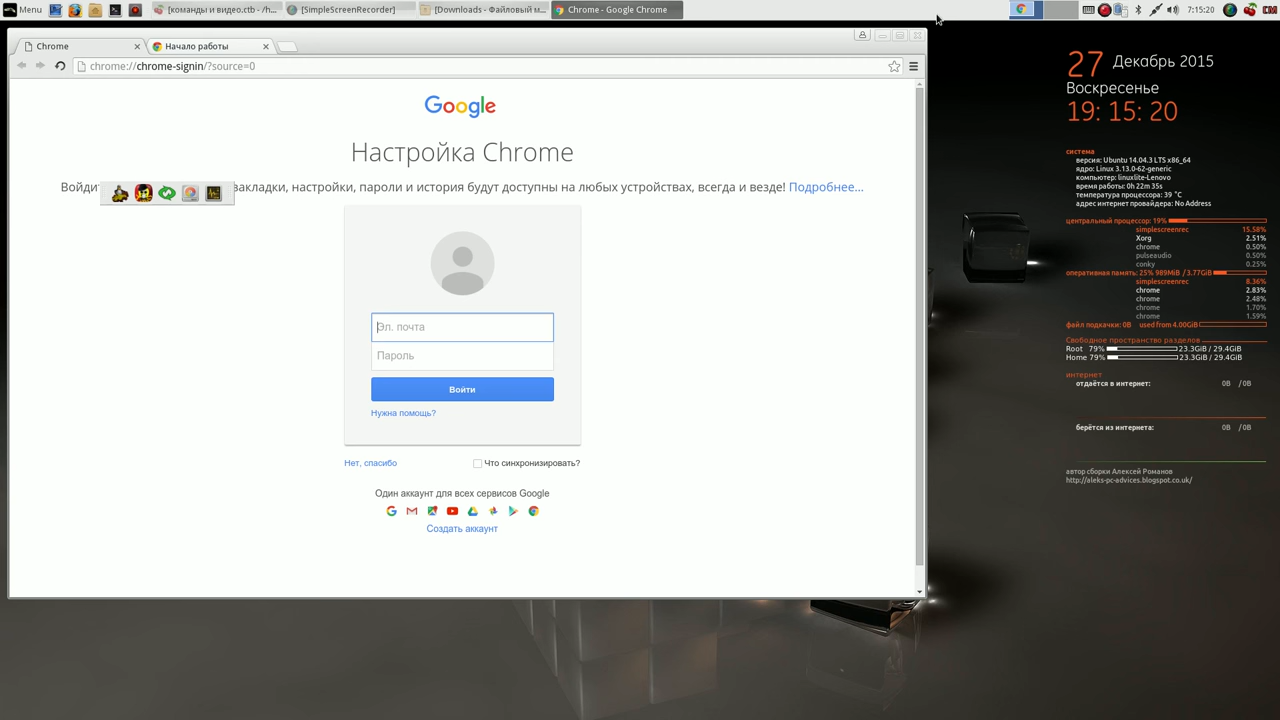 Menu
[команды и видео.ctb - /h...
[SimpleScreenRecorder]
[Downloads - Файловый м...
Chrome - Google Chrome
7:15:20
Chrome
Начало работы
chrome://chrome-signin/?source=0
Google
Настройка Chrome
закладки, настройки, пароли и история будут доступны на любых устройствах, всегда и везде! Подробнее...
Эл. почта
Пароль
Войти
Нужна помощь?
Нет, спасибо
Что синхронизировать?
Один аккаунт для всех сервисов Google
Создать аккаунт
27 Декабрь 2015
Воскресенье
19: 15: 20
система
версия: Ubuntu 14.04.3 LTS x86_64
ядро: Linux 3.13.0-62-generic
компьютер: linuxlite-Lenovo
время работы: 0h 22m 35s
температура процессора: 39 °C
адрес интернет провайдера: No Address
центральный процессор: 19%
simplescreenrec 15.58%
Xorg 2.51%
chrome 0.50%
pulseaudio 0.50%
conky 0.25%
оперативная память: 25% 989MiB / 3.77GiB
simplescreenrec 8.36%
chrome 2.83%
chrome 2.48%
chrome 1.70%
chrome 1.59%
файл подкачки: 0B used from 4.00GiB
Свободное пространство разделов
Root 79% 23.3GiB / 29.4GiB
Home 79% 23.3GiB / 29.4GiB
интернет
отдаётся в интернет: 0B / 0B
берётся из интернета: 0B / 0B
автор сборки Алексей Романов
http://aleks-pc-advices.blogspot.co.uk/